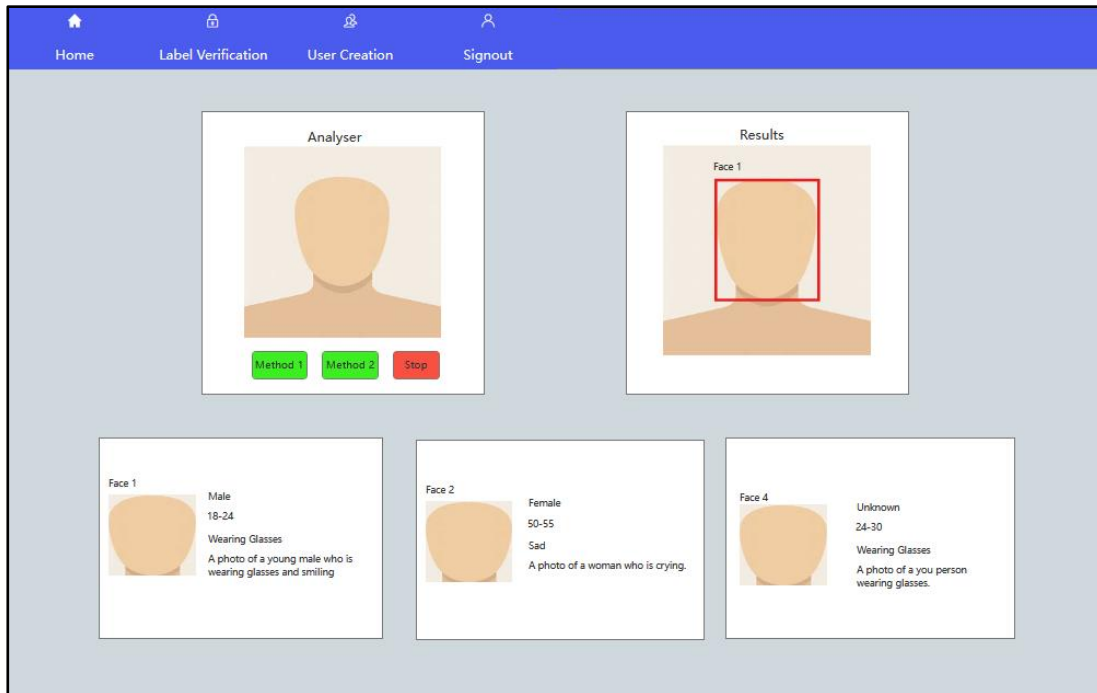 Home
Label Verification
User Creation
Signout
Analyser
Method 1
Method 2
Stop
Results
Face 1
Face 1
Male
18-24
Wearing Glasses
A photo of a young male who is
wearing glasses and smiling
Face 2
Female
50-55
Sad
A photo of a woman who is crying.
Face 4
Unknown
24-30
Wearing Glasses
A photo of a you person
wearing glasses.